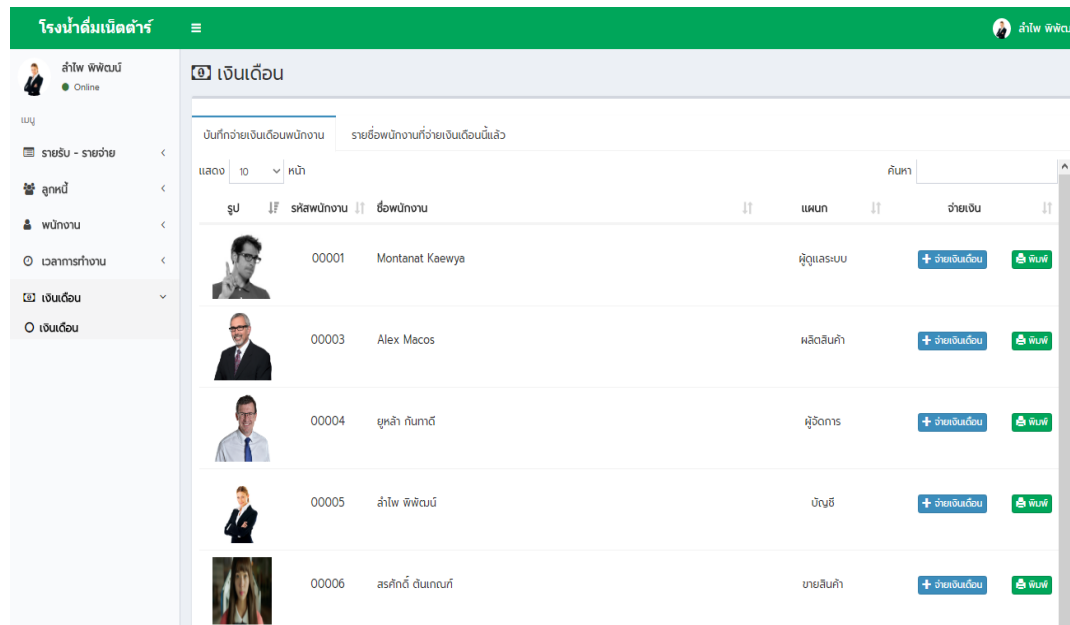 โรงน้ำดื่มเน็ตต้าร์
ลำไพ พิพัฒ
ลำไพ พิพัฒน์
Online
เงินเดือน
เมนู
บันทึกจ่ายเงินเดือนพนักงาน รายชื่อพนักงานที่จ่ายเงินเดือนนี้แล้ว
รายรับ - รายจ่าย
แสดง 10 หน้า ค้นหา
ลูกหนี้
รูป รหัสพนักงาน ชื่อพนักงาน แผนก จ่ายเงิน
พนักงาน
เวลาการทำงาน
00001 Montanat Kaewya ผู้ดูแลระบบ จ่ายเงินเดือน พิมพ์
เงินเดือน
เงินเดือน
00003 Alex Macos ผลิตสินค้า จ่ายเงินเดือน พิมพ์
00004 ยูหล้า กันทาดี ผู้จัดการ จ่ายเงินเดือน พิมพ์
00005 ลำไพ พิพัฒน์ บัญชี จ่ายเงินเดือน พิมพ์
00006 สรศักดิ์ ตันเกณฑ์ ขายสินค้า จ่ายเงินเดือน พิมพ์